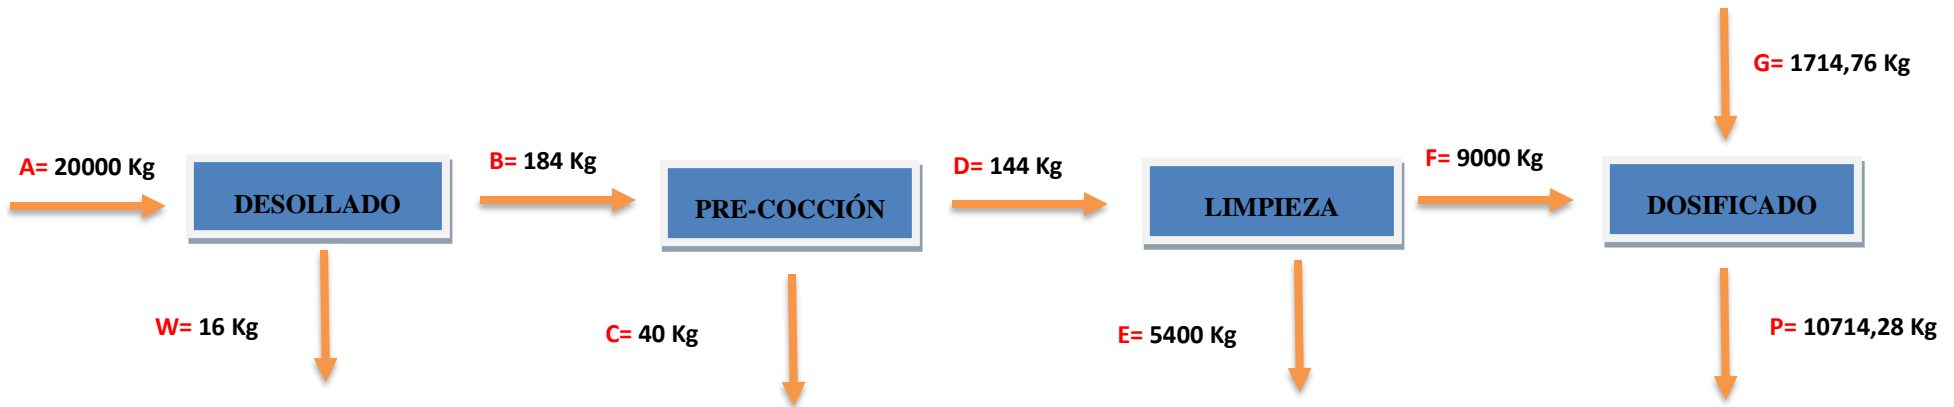 G= 1714,76 Kg
A= 20000 Kg
B= 184 Kg
D= 144 Kg
F= 9000 Kg
DESOLLADO
PRE-COCCIÓN
LIMPIEZA
DOSIFICADO
W= 16 Kg
C= 40 Kg
E= 5400 Kg
P= 10714,28 Kg